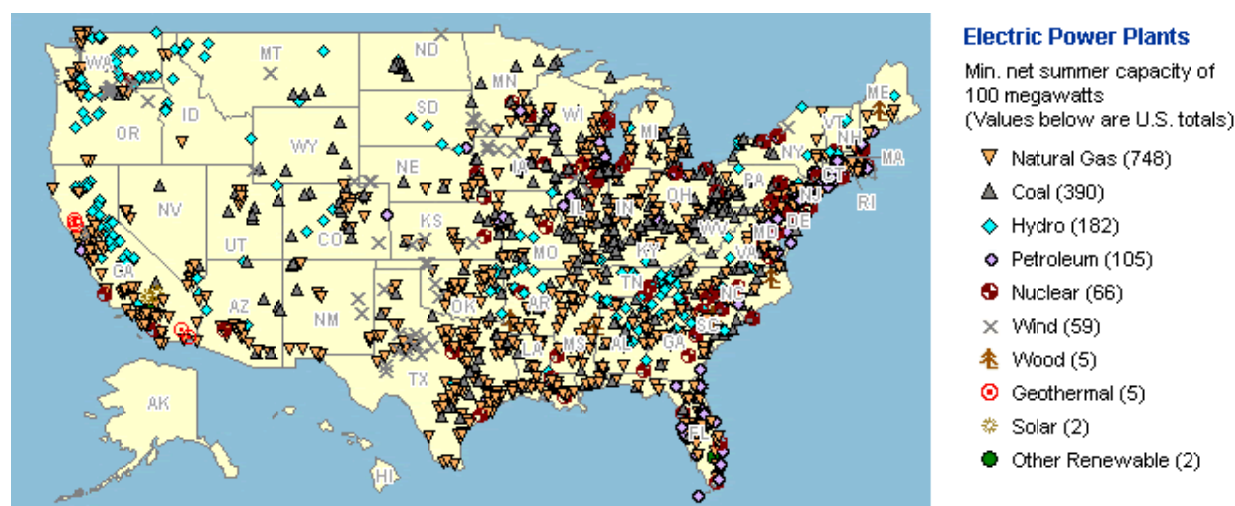 WA
MT
ND
MN
ME
OR
ID
SD
WI
MI
VT
NH
WY
NY
MA
NE
IA
PA
CT
RI
NV
OH
NJ
UT
CO
KS
IL
IN
WV
MD
DE
CA
MO
KY
VA
AZ
NM
OK
AR
TN
NC
SC
TX
LA
MS
AL
GA
AK
HI
FL
Electric Power Plants
Min. net summer capacity of
100 megawatts
(Values below are U.S. totals)
Natural Gas (748)
Coal (390)
Hydro (182)
Petroleum (105)
Nuclear (66)
Wind (59)
Wood (5)
Geothermal (5)
Solar (2)
Other Renewable (2)